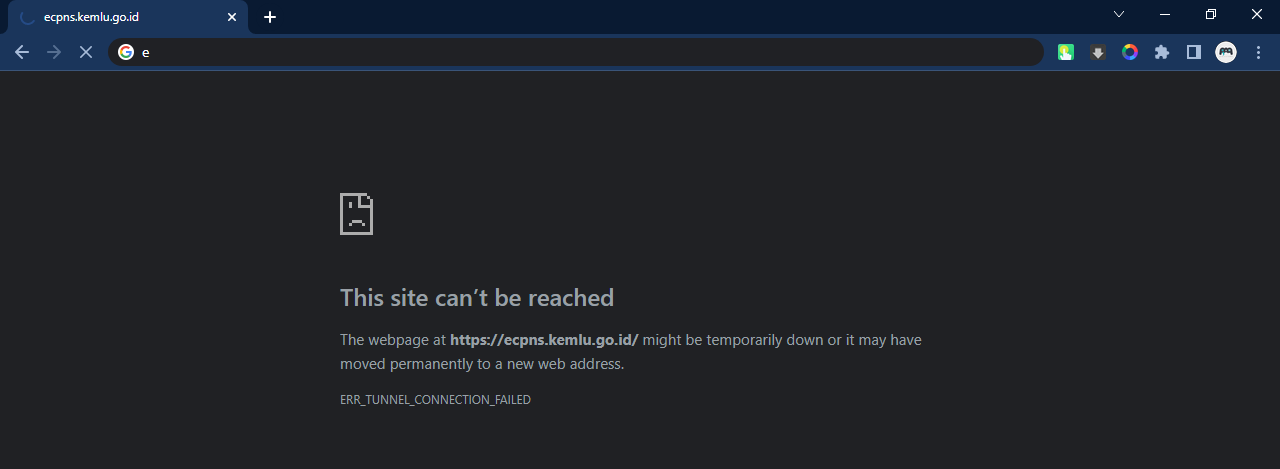 ecpns.kemlu.go.id
e
This site can’t be reached
The webpage at https://ecpns.kemlu.go.id/ might be temporarily down or it may have
moved permanently to a new web address.
ERR_TUNNEL_CONNECTION_FAILED